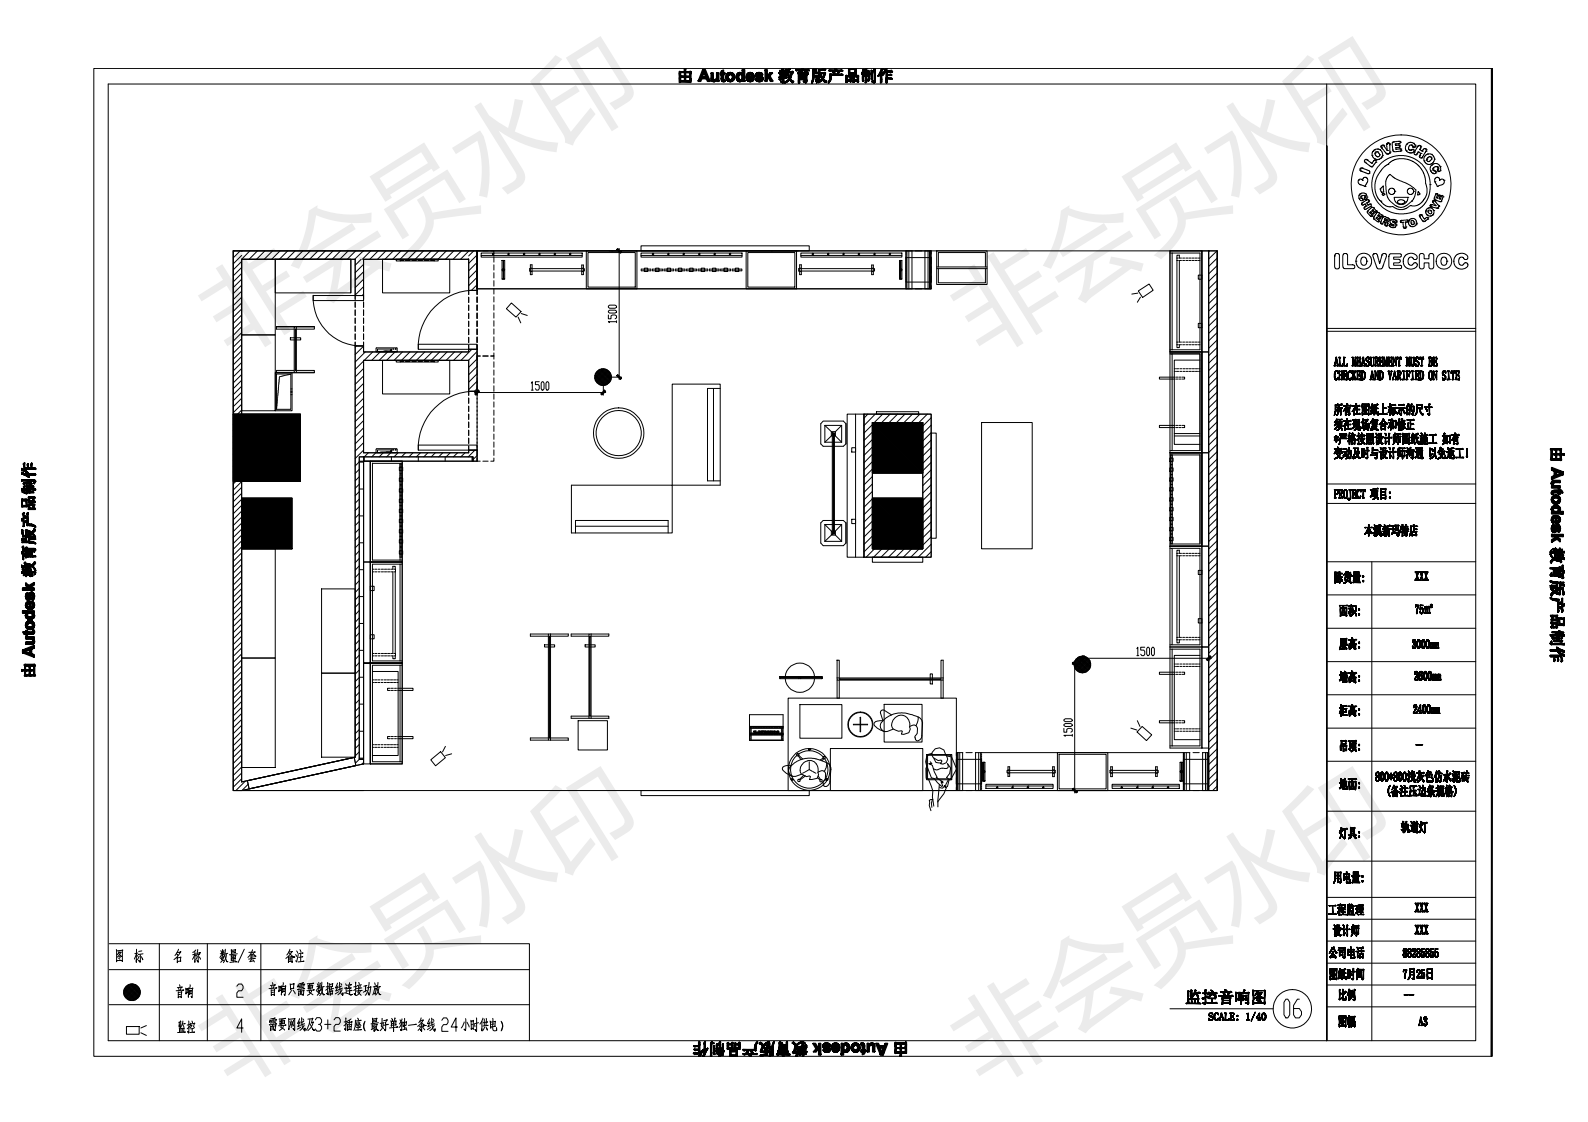 由 Autodesk 教育版产品制作
I LOVE CHOC
CHEERS TO LOVE
ILOVECHOC
ALL MEASUREMENT MUST BE
CHECKED AND VARIFIED ON SITE
所有在图纸上标示的尺寸
须在现场复合和修正
*严格按照设计师图纸施工 如有
变动及时与设计师沟通 以免返工!
PROJECT 项目:
本溪新玛特店
陈货量: XXX
面积: 75m²
层高: 3000mm
墙高: 2800mm
柜高: 2400mm
吊顶: —
地面: 800*800浅灰色仿水泥砖
(备注压边条规格)
灯具: 轨道灯
用电量:
工程监理 XXX
设计师 XXX
公司电话
图纸时间 7月25日
比例 —
图幅 A3
1500
1500
1500
1500
图 标 名 称 数量/套 备注
音响 2 音响只需要数据线连接功放
监控 4 需要网线及3+2插座( 最好单独一条线 24小时供电)
监控音响图 06
SCALE: 1/40
由 Autodesk 教育版产品制作
由 Autodesk 教育版产品制作
由 Autodesk 教育版产品制作
非会员水印
非会员水印
非会员水印
非会员水印